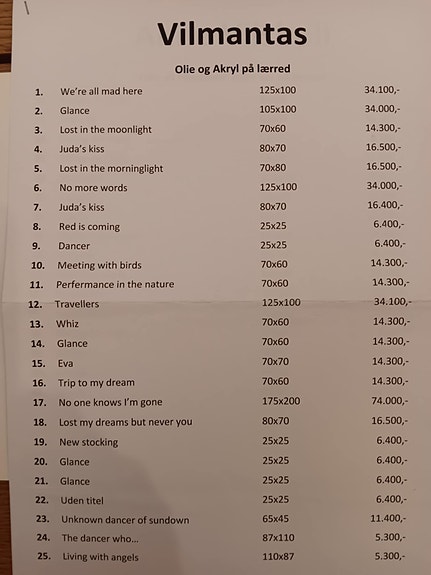 Vilmantas
Olie og Akryl på lærred
1. We're all mad here 125x100 34.100,-
2. Glance 105x100 34.000,-
3. Lost in the moonlight 70x60 14.300,-
4. Juda's kiss 80x70 16.500,-
5. Lost in the morninglight 70x80 16.500,-
6. No more words 125x100 34.000,-
7. Juda's kiss 80x70 16.400,-
8. Red is coming 25x25 6.400,-
9. Dancer 25x25 6.400,-
10. Meeting with birds 70x60 14.300,-
11. Performance in the nature 70x60 14.300,-
12. Travellers 125x100 34.100,-
13. Whiz 70x60 14.300,-
14. Glance 70x60 14.300,-
15. Eva 70x70 14.300,-
16. Trip to my dream 70x60 14.300,-
17. No one knows I'm gone 175x200 74.000,-
18. Lost my dreams but never you 80x70 16.500,-
19. New stocking 25x25 6.400,-
20. Glance 25x25 6.400,-
21. Glance 25x25 6.400,-
22. Uden titel 25x25 6.400,-
23. Unknown dancer of sundown 65x45 11.400,-
24. The dancer who... 87x110 5.300,-
25. Living with angels 110x87 5.300,-